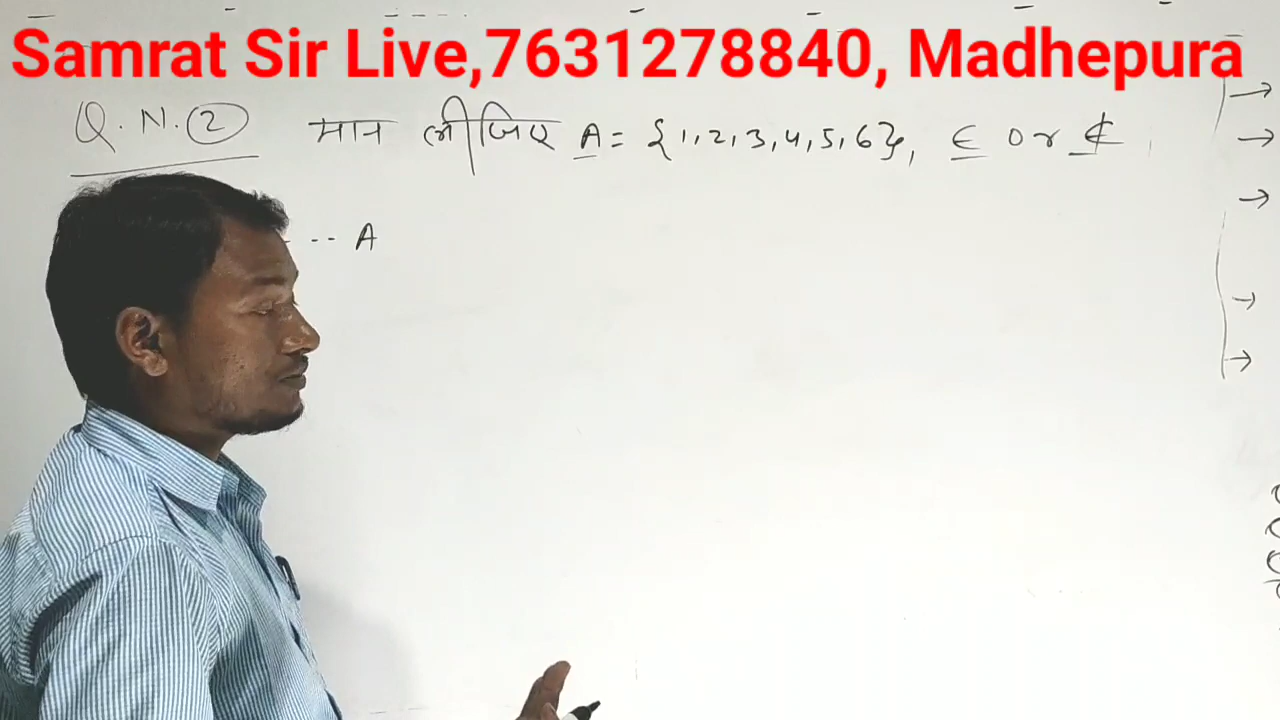 Samrat Sir Live,7631278840, Madhepura
Q.N.(2) मान लीजिए A = {1,2,3,4,5,6}, ∈ or ∉
-- A